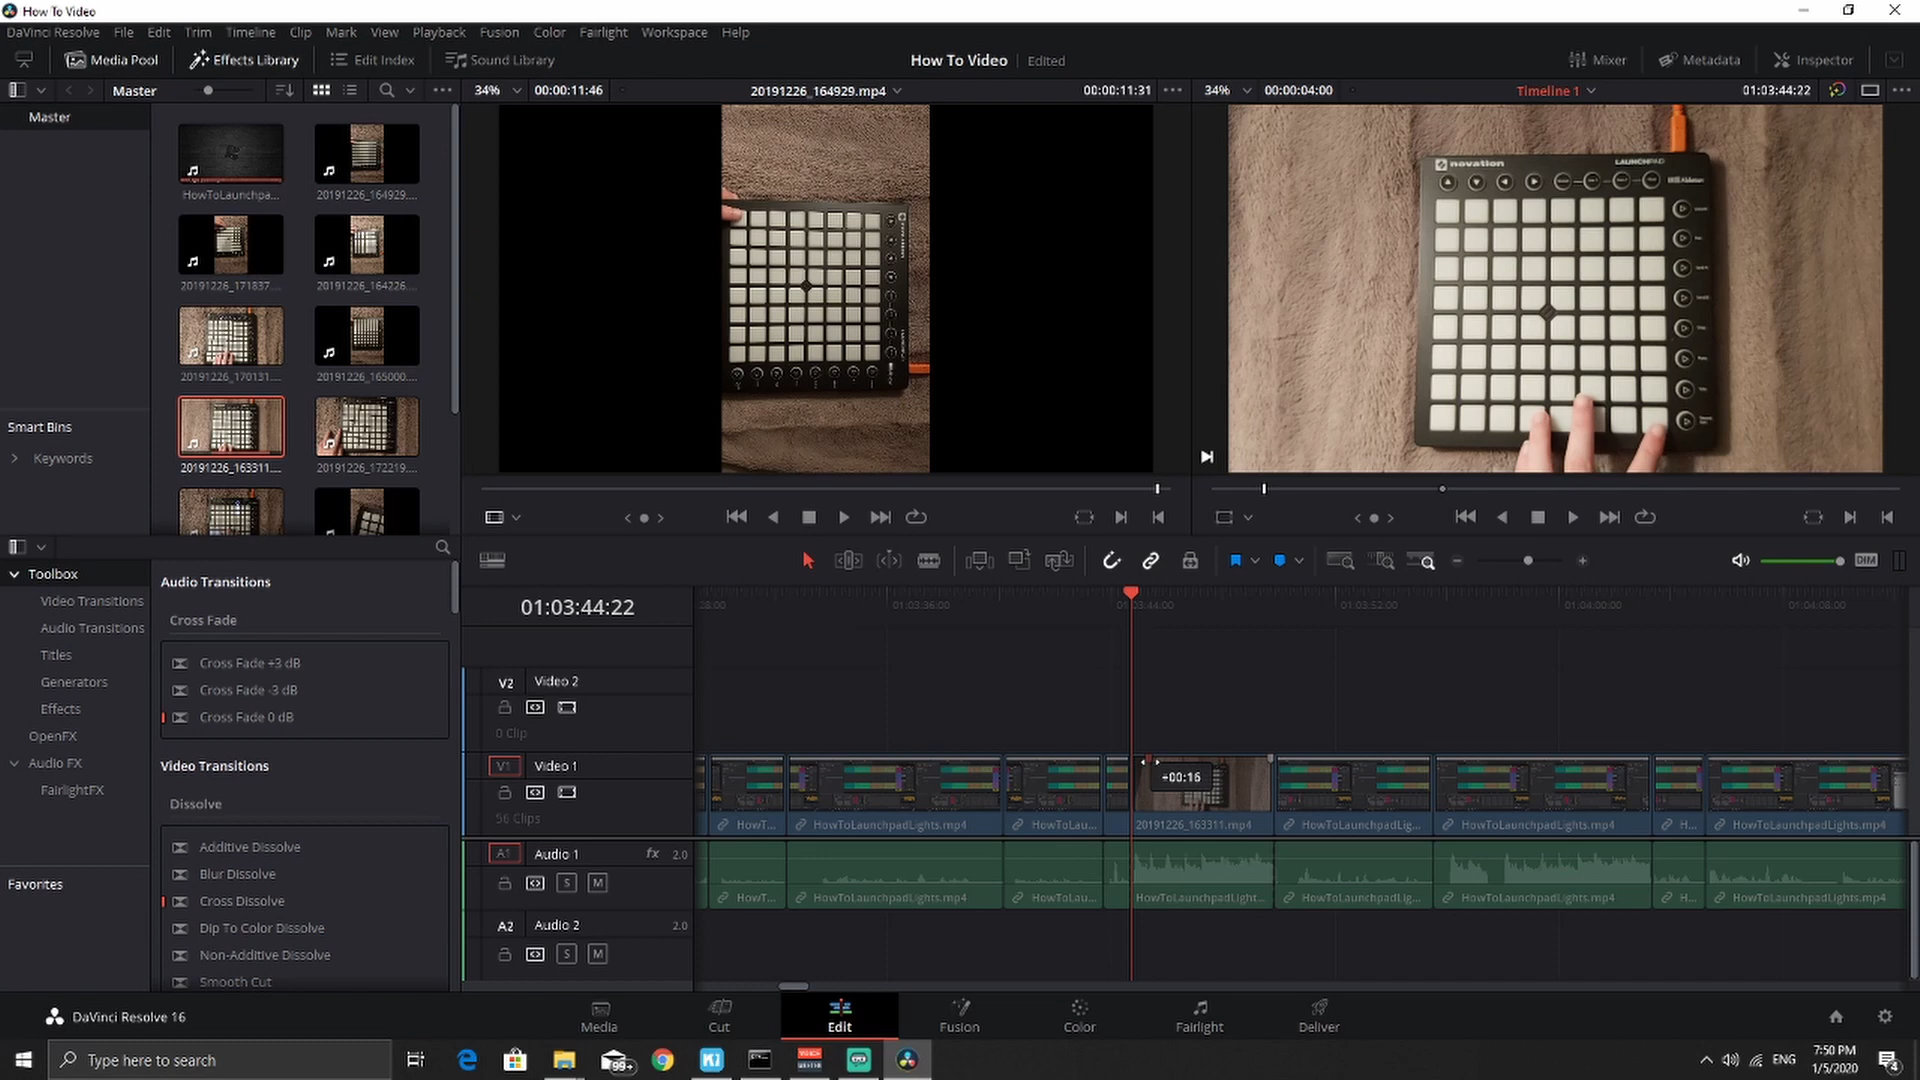 How To Video
DaVinci Resolve File Edit Trim Timeline Clip Mark View Playback Fusion Color Fairlight Workspace Help
Media Pool Effects Library Edit Index Sound Library How To Video Edited Mixer Metadata Inspector
Master 34% 00:00:11:46 20191226_164929.mp4 00:00:11:31 34% 00:00:04:00 Timeline 1 01:03:44:22
Master
novation LAUNCHPAD
HowToLaunchpa... 20191226_164929....
20191226_171837... 20191226_164226....
20191226_170131.... 20191226_165000....
20191226_163311.... 20191226_172219....
Smart Bins
Keywords
Toolbox
Video Transitions
Audio Transitions
Titles
Generators
Effects
OpenFX
Audio FX
FairlightFX
Favorites
Audio Transitions
Cross Fade
Cross Fade +3 dB
Cross Fade -3 dB
Cross Fade 0 dB
Video Transitions
Dissolve
Additive Dissolve
Blur Dissolve
Cross Dissolve
Dip To Color Dissolve
Non-Additive Dissolve
Smooth Cut
DIM
01:03:44:22 28:00 01:03:36:00 01:03:44:00 01:03:52:00 01:04:00:00 01:04:08:00
V2 Video 2
0 Clip
V1 Video 1
+00:16
56 Clips
HowT... HowToLaunchpadLights.mp4 HowToLau... 20191226_163311.mp4 HowToLaunchpadLig... HowToLaunchpadLights.mp4 H... HowToLaunchpadLights.mp4
A1 Audio 1 fx 2.0
S M
HowT... HowToLaunchpadLights.mp4 HowToLau... HowToLaunchpadLight... HowToLaunchpadLig... HowToLaunchpadLights.mp4 H... HowToLaunchpadLights.mp4
A2 Audio 2 2.0
S M
DaVinci Resolve 16 Media Cut Edit Fusion Color Fairlight Deliver
Type here to search 99+ ENG 7:50 PM
1/5/2020 4